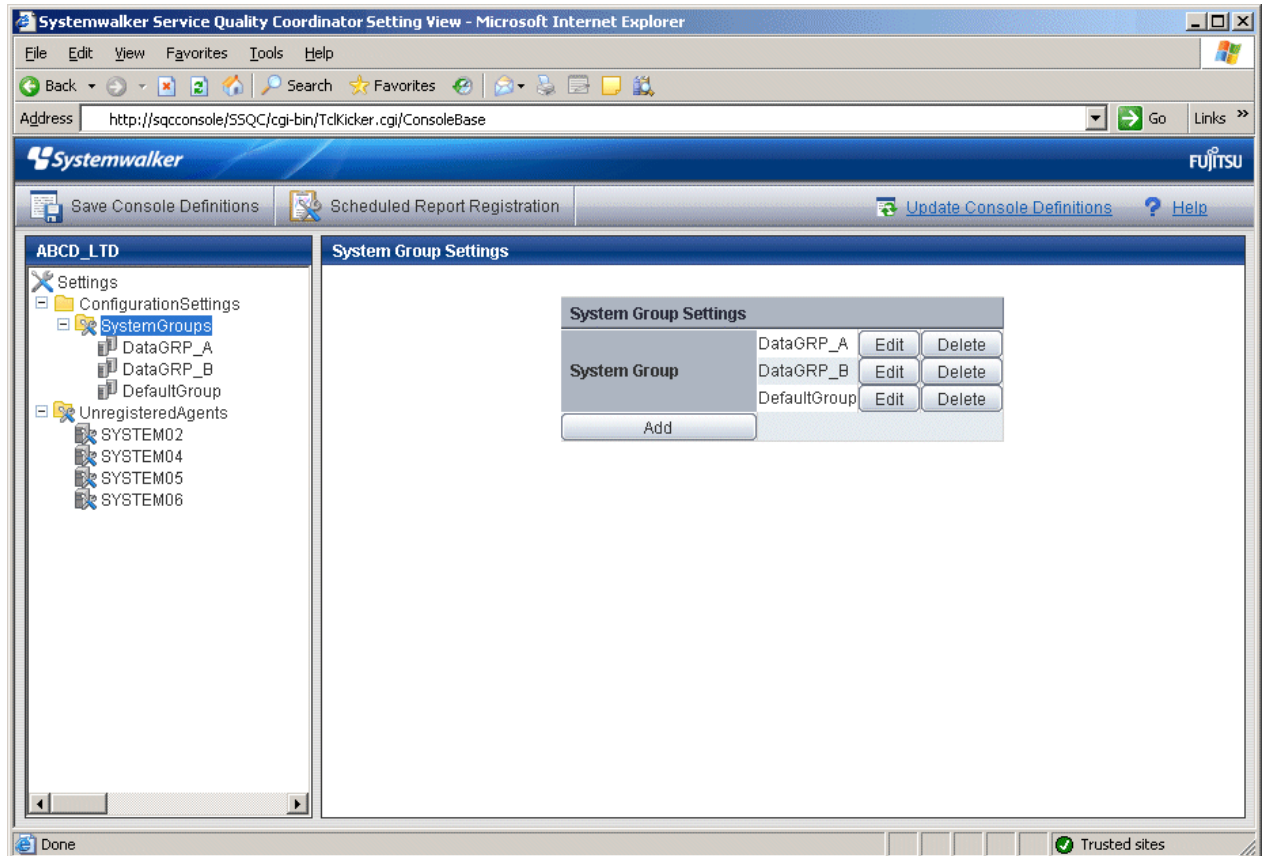 Systemwalker Service Quality Coordinator Setting View - Microsoft Internet Explorer
File Edit View Favorites Tools Help
Back Search Favorites
Address http://sqcconsole/SSQC/cgi-bin/TclKicker.cgi/ConsoleBase Go Links »
Systemwalker FUJITSU
Save Console Definitions Scheduled Report Registration Update Console Definitions ? Help
ABCD_LTD
Settings
ConfigurationSettings
SystemGroups
DataGRP_A
DataGRP_B
DefaultGroup
UnregisteredAgents
SYSTEM02
SYSTEM04
SYSTEM05
SYSTEM06
System Group Settings
System Group Settings
System Group
DataGRP_A Edit Delete
DataGRP_B Edit Delete
DefaultGroup Edit Delete
Add
Done Trusted sites